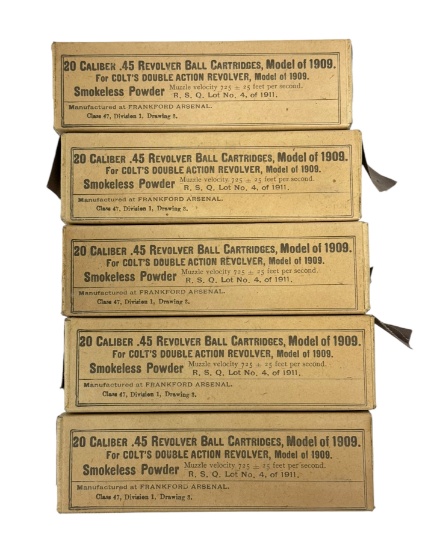 20 CALIBER .45 REVOLVER BALL CARTRIDGES, Model of 1909.
For COLT'S DOUBLE ACTION REVOLVER, Model of 1909.
Smokeless Powder Muzzle velocity 725 ± 15 feet per second.
R. S. Q. Lot No. 4, of 1911.
Manufactured at FRANKFORD ARSENAL.
Class 47, Division 1, Drawing 3.
20 CALIBER .45 REVOLVER BALL CARTRIDGES, Model of 1909.
For COLT'S DOUBLE ACTION REVOLVER, Model of 1909.
Smokeless Powder Muzzle velocity 725 ± 25 feet per second.
R. S. Q. Lot No. 4, of 1911.
Manufactured at FRANKFORD ARSENAL.
Class 47, Division 1, Drawing 3.
20 CALIBER .45 REVOLVER BALL CARTRIDGES, Model of 1909.
For COLT'S DOUBLE ACTION REVOLVER, Model of 1909.
Smokeless Powder Muzzle velocity 725 ± 25 feet per second.
R. S. Q. Lot No. 4, of 1911.
Manufactured at FRANKFORD ARSENAL.
Class 47, Division 1, Drawing 3.
20 CALIBER .45 REVOLVER BALL CARTRIDGES, Model of 1909.
For COLT'S DOUBLE ACTION REVOLVER, Model of 1909.
Smokeless Powder Muzzle velocity 725 ± 25 feet per second.
R. S. Q. Lot No. 4, of 1911.
Manufactured at FRANKFORD ARSENAL.
Class 47, Division 1, Drawing 3.
20 CALIBER .45 REVOLVER BALL CARTRIDGES, Model of 1909.
For COLT'S DOUBLE ACTION REVOLVER, Model of 1909.
Smokeless Powder Muzzle velocity 725 ± 25 feet per second.
R. S. Q. Lot No. 4, of 1911.
Manufactured at FRANKFORD ARSENAL.
Class 47, Division 1, Drawing 3.